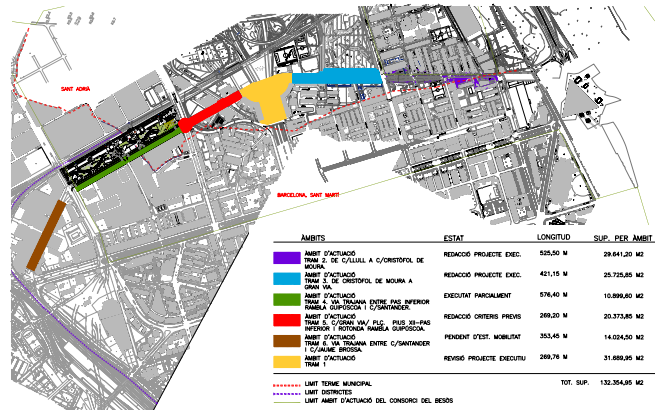 SANT ADRIÀ
BARCELONA, SANT MARTÍ
ÀMBITS ESTAT LONGITUD SUP. PER ÀMBIT
ÀMBIT D'ACTUACIÓ REDACCIÓ PROJECTE EXEC. 525,50 M 29.641,20 M2
TRAM 2. DE C/LLULL A C/CRISTÒFOL DE
MOURA.
ÀMBIT D'ACTUACIÓ REDACCIÓ PROJECTE EXEC. 421,15 M 25.725,85 M2
TRAM 3. DE CRISTÒFOL DE MOURA A
GRAN VIA.
ÀMBIT D'ACTUACIÓ EXECUTAT PARCIALMENT 576,40 M 10.899,60 M2
TRAM 4. VIA TRAJANA ENTRE PAS INFERIOR
RAMBLA GUIPÚSCOA I C/SANTANDER.
ÀMBIT D'ACTUACIÓ REDACCIÓ CRITERIS PREVIS 269,20 M 20.373,85 M2
TRAM 5. C/GRAN VIA/ PLÇ. PIUS XII-PAS
INFERIOR I ROTONDA RAMBLA GUIPÚSCOA.
ÀMBIT D'ACTUACIÓ PENDENT D'EST. MOBILITAT 353,45 M 14.024,50 M2
TRAM 6. VIA TRAJANA ENTRE C/SANTANDER
I C/JAUME BROSSA.
ÀMBIT D'ACTUACIÓ REVISIÓ PROJECTE EXECUTIU 269,76 M 31.689,95 M2
TRAM 1
LIMIT TERME MUNICIPAL TOT. SUP. 132.354,95 M2
LIMIT DISTRICTES
LIMIT AMBIT D'ACTUACIÓ DEL CONSORCI DEL BESÒS